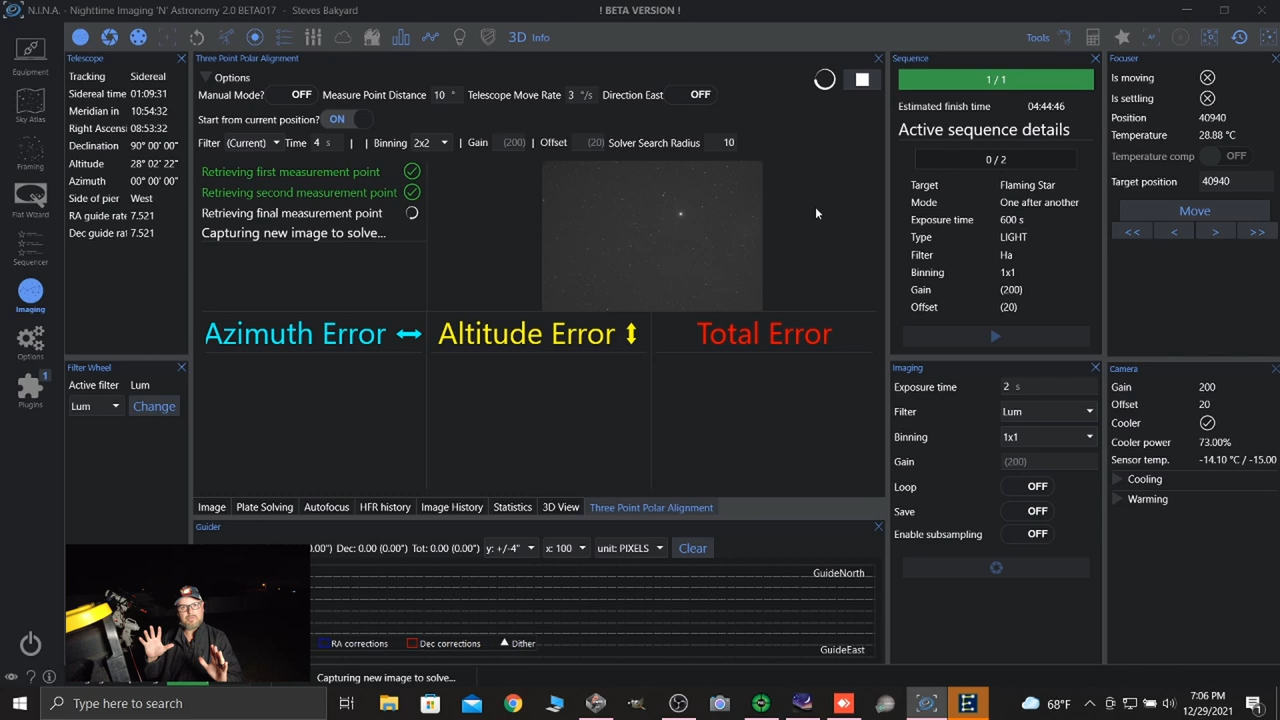 N.I.N.A. - Nighttime Imaging 'N' Astronomy 2.0 BETA017 | Steves Bakyard
! BETA VERSION !
3D Info
Tools
Equipment
Sky Atlas
Framing
Flat Wizard
Sequencer
Imaging
Options
1
Plugins
Telescope
Tracking Sidereal
Sidereal time 01:09:31
Meridian in 10:54:32
Right Ascensi 08:53:32
Declination 90° 00' 00"
Altitude 28° 02' 22"
Azimuth 00° 00' 00"
Side of pier West
RA guide rate 7.521
Dec guide rat 7.521
Filter Wheel
Active filter Lum
Lum Change
Three Point Polar Alignment
Options
Manual Mode? OFF Measure Point Distance 10 ° Telescope Move Rate 3 °/s Direction East OFF
Start from current position? ON
Filter (Current) Time 4 s | | Binning 2x2 | Gain (200) | Offset (20) Solver Search Radius 10
Retrieving first measurement point
Retrieving second measurement point
Retrieving final measurement point
Capturing new image to solve...
Azimuth Error Altitude Error Total Error
Image Plate Solving Autofocus HFR history Image History Statistics 3D View Three Point Polar Alignment
Guider
0.00") Dec: 0.00 (0.00") Tot: 0.00 (0.00") y: +/-4" x: 100 unit: PIXELS Clear
GuideNorth
GuideEast
RA corrections Dec corrections Dither
Capturing new image to solve...
Sequence
1 / 1
Estimated finish time 04:44:46
Active sequence details
0 / 2
Target Flaming Star
Mode One after another
Exposure time 600 s
Type LIGHT
Filter Ha
Binning 1x1
Gain (200)
Offset (20)
Imaging
Exposure time 2 s
Filter Lum
Binning 1x1
Gain (200)
Loop OFF
Save OFF
Enable subsampling OFF
Focuser
Is moving
Is settling
Position 40940
Temperature 28.88 °C
Temperature comp OFF
Target position 40940
Move
<< < > >>
Camera
Gain 200
Offset 20
Cooler
Cooler power 73.00%
Sensor temp. -14.10 °C / -15.00
Cooling
Warming
Type here to search
68°F
7:06 PM
12/29/2021